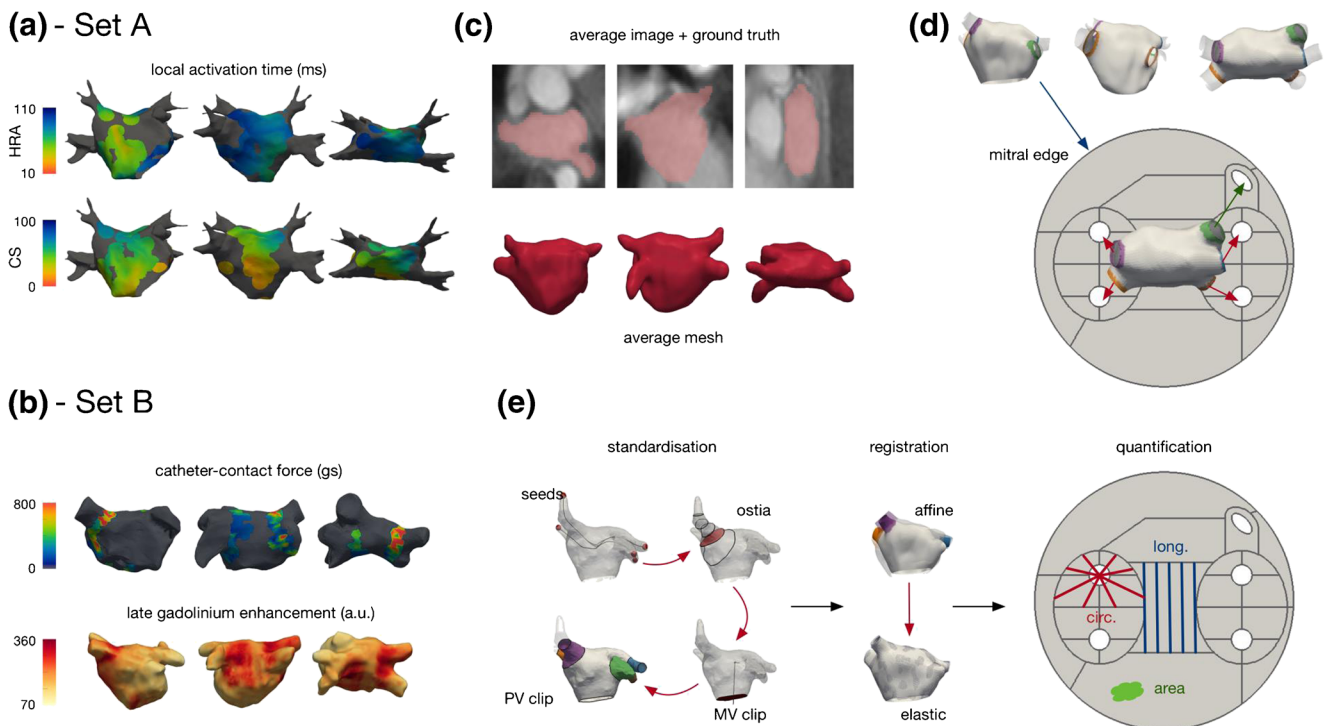 (a) - Set A
local activation time (ms)
110
HRA
10
100
CS
0
(b) - Set B
catheter-contact force (gs)
800
0
late gadolinium enhancement (a.u.)
360
70
(c)
average image + ground truth
average mesh
(d)
mitral edge
(e)
standardisation
seeds
ostia
PV clip
MV clip
registration
affine
elastic
quantification
long.
circ.
area